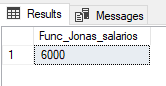 Results Messages
Func_Jonas_salarios
1 6000